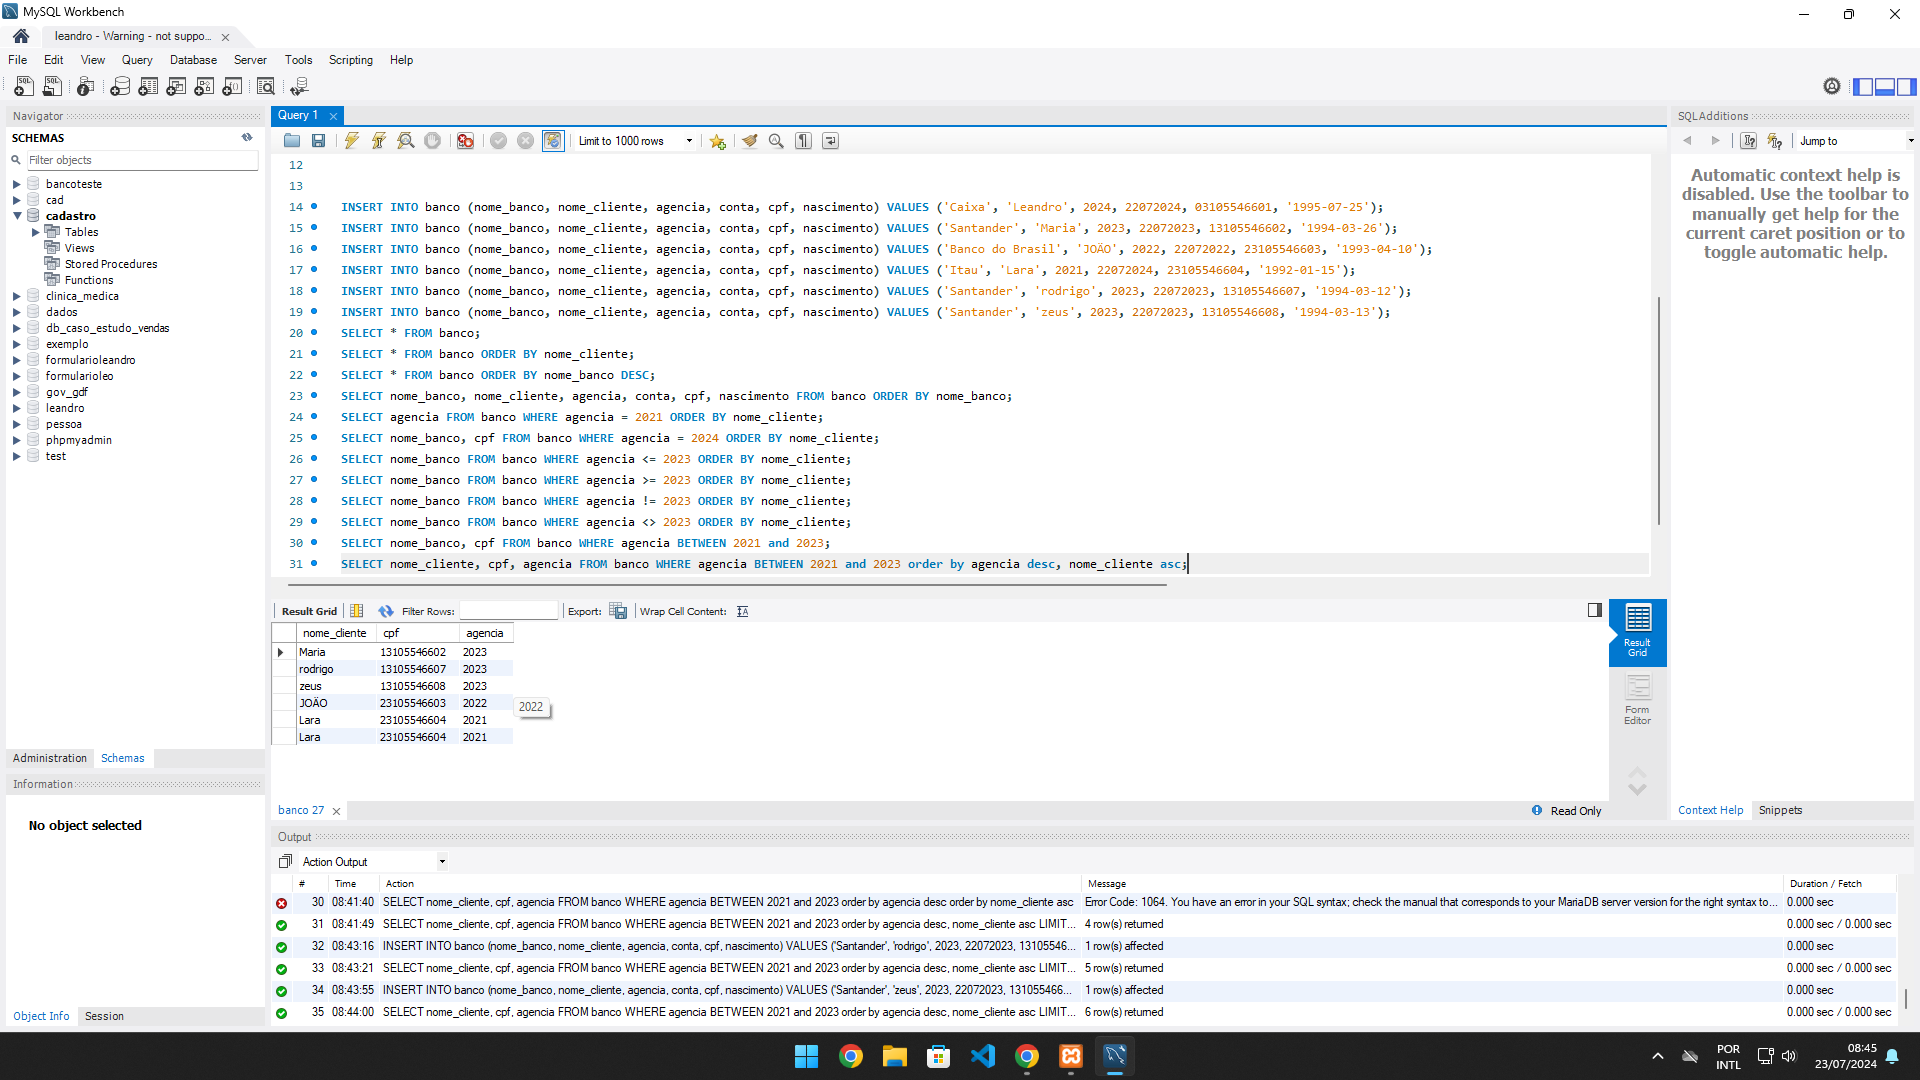 MySQL Workbench
leandro - Warning - not suppo...
File Edit View Query Database Server Tools Scripting Help
Navigator
SCHEMAS
Filter objects
bancoteste
cad
cadastro
Tables
Views
Stored Procedures
Functions
clinica_medica
dados
db_caso_estudo_vendas
exemplo
formularioleandro
formularioleo
gov_gdf
leandro
pessoa
phpmyadmin
test
Administration Schemas
Information
No object selected
Object Info Session
Query 1
Limit to 1000 rows
12
13
14 INSERT INTO banco (nome_banco, nome_cliente, agencia, conta, cpf, nascimento) VALUES ('Caixa', 'Leandro', 2024, 22072024, 03105546601, '1995-07-25');
15 INSERT INTO banco (nome_banco, nome_cliente, agencia, conta, cpf, nascimento) VALUES ('Santander', 'Maria', 2023, 22072023, 13105546602, '1994-03-26');
16 INSERT INTO banco (nome_banco, nome_cliente, agencia, conta, cpf, nascimento) VALUES ('Banco do Brasil', 'JOÃO', 2022, 22072022, 23105546603, '1993-04-10');
17 INSERT INTO banco (nome_banco, nome_cliente, agencia, conta, cpf, nascimento) VALUES ('Itau', 'Lara', 2021, 22072024, 23105546604, '1992-01-15');
18 INSERT INTO banco (nome_banco, nome_cliente, agencia, conta, cpf, nascimento) VALUES ('Santander', 'rodrigo', 2023, 22072023, 13105546607, '1994-03-12');
19 INSERT INTO banco (nome_banco, nome_cliente, agencia, conta, cpf, nascimento) VALUES ('Santander', 'zeus', 2023, 22072023, 13105546608, '1994-03-13');
20 SELECT * FROM banco;
21 SELECT * FROM banco ORDER BY nome_cliente;
22 SELECT * FROM banco ORDER BY nome_banco DESC;
23 SELECT nome_banco, nome_cliente, agencia, conta, cpf, nascimento FROM banco ORDER BY nome_banco;
24 SELECT agencia FROM banco WHERE agencia = 2021 ORDER BY nome_cliente;
25 SELECT nome_banco, cpf FROM banco WHERE agencia = 2024 ORDER BY nome_cliente;
26 SELECT nome_banco FROM banco WHERE agencia <= 2023 ORDER BY nome_cliente;
27 SELECT nome_banco FROM banco WHERE agencia >= 2023 ORDER BY nome_cliente;
28 SELECT nome_banco FROM banco WHERE agencia != 2023 ORDER BY nome_cliente;
29 SELECT nome_banco FROM banco WHERE agencia <> 2023 ORDER BY nome_cliente;
30 SELECT nome_banco, cpf FROM banco WHERE agencia BETWEEN 2021 and 2023;
31 SELECT nome_cliente, cpf, agencia FROM banco WHERE agencia BETWEEN 2021 and 2023 order by agencia desc, nome_cliente asc;
Result Grid Filter Rows: Export: Wrap Cell Content:
nome_cliente cpf agencia
Maria 13105546602 2023
rodrigo 13105546607 2023
zeus 13105546608 2023
JOÃO 23105546603 2022
2022
Lara 23105546604 2021
Lara 23105546604 2021
Result Grid
Form Editor
banco 27
Read Only
SQLAdditions
Jump to
Automatic context help is
disabled. Use the toolbar to
manually get help for the
current caret position or to
toggle automatic help.
Context Help Snippets
Output
Action Output
# Time Action Message Duration / Fetch
30 08:41:40 SELECT nome_cliente, cpf, agencia FROM banco WHERE agencia BETWEEN 2021 and 2023 order by agencia desc order by nome_cliente asc Error Code: 1064. You have an error in your SQL syntax; check the manual that corresponds to your MariaDB server version for the right syntax to... 0.000 sec
31 08:41:49 SELECT nome_cliente, cpf, agencia FROM banco WHERE agencia BETWEEN 2021 and 2023 order by agencia desc, nome_cliente asc LIMIT... 4 row(s) returned 0.000 sec / 0.000 sec
32 08:43:16 INSERT INTO banco (nome_banco, nome_cliente, agencia, conta, cpf, nascimento) VALUES ('Santander', 'rodrigo', 2023, 22072023, 13105546... 1 row(s) affected 0.000 sec
33 08:43:21 SELECT nome_cliente, cpf, agencia FROM banco WHERE agencia BETWEEN 2021 and 2023 order by agencia desc, nome_cliente asc LIMIT... 5 row(s) returned 0.000 sec / 0.000 sec
34 08:43:55 INSERT INTO banco (nome_banco, nome_cliente, agencia, conta, cpf, nascimento) VALUES ('Santander', 'zeus', 2023, 22072023, 131055466... 1 row(s) affected 0.000 sec
35 08:44:00 SELECT nome_cliente, cpf, agencia FROM banco WHERE agencia BETWEEN 2021 and 2023 order by agencia desc, nome_cliente asc LIMIT... 6 row(s) returned 0.000 sec / 0.000 sec
POR
INTL
08:45
23/07/2024